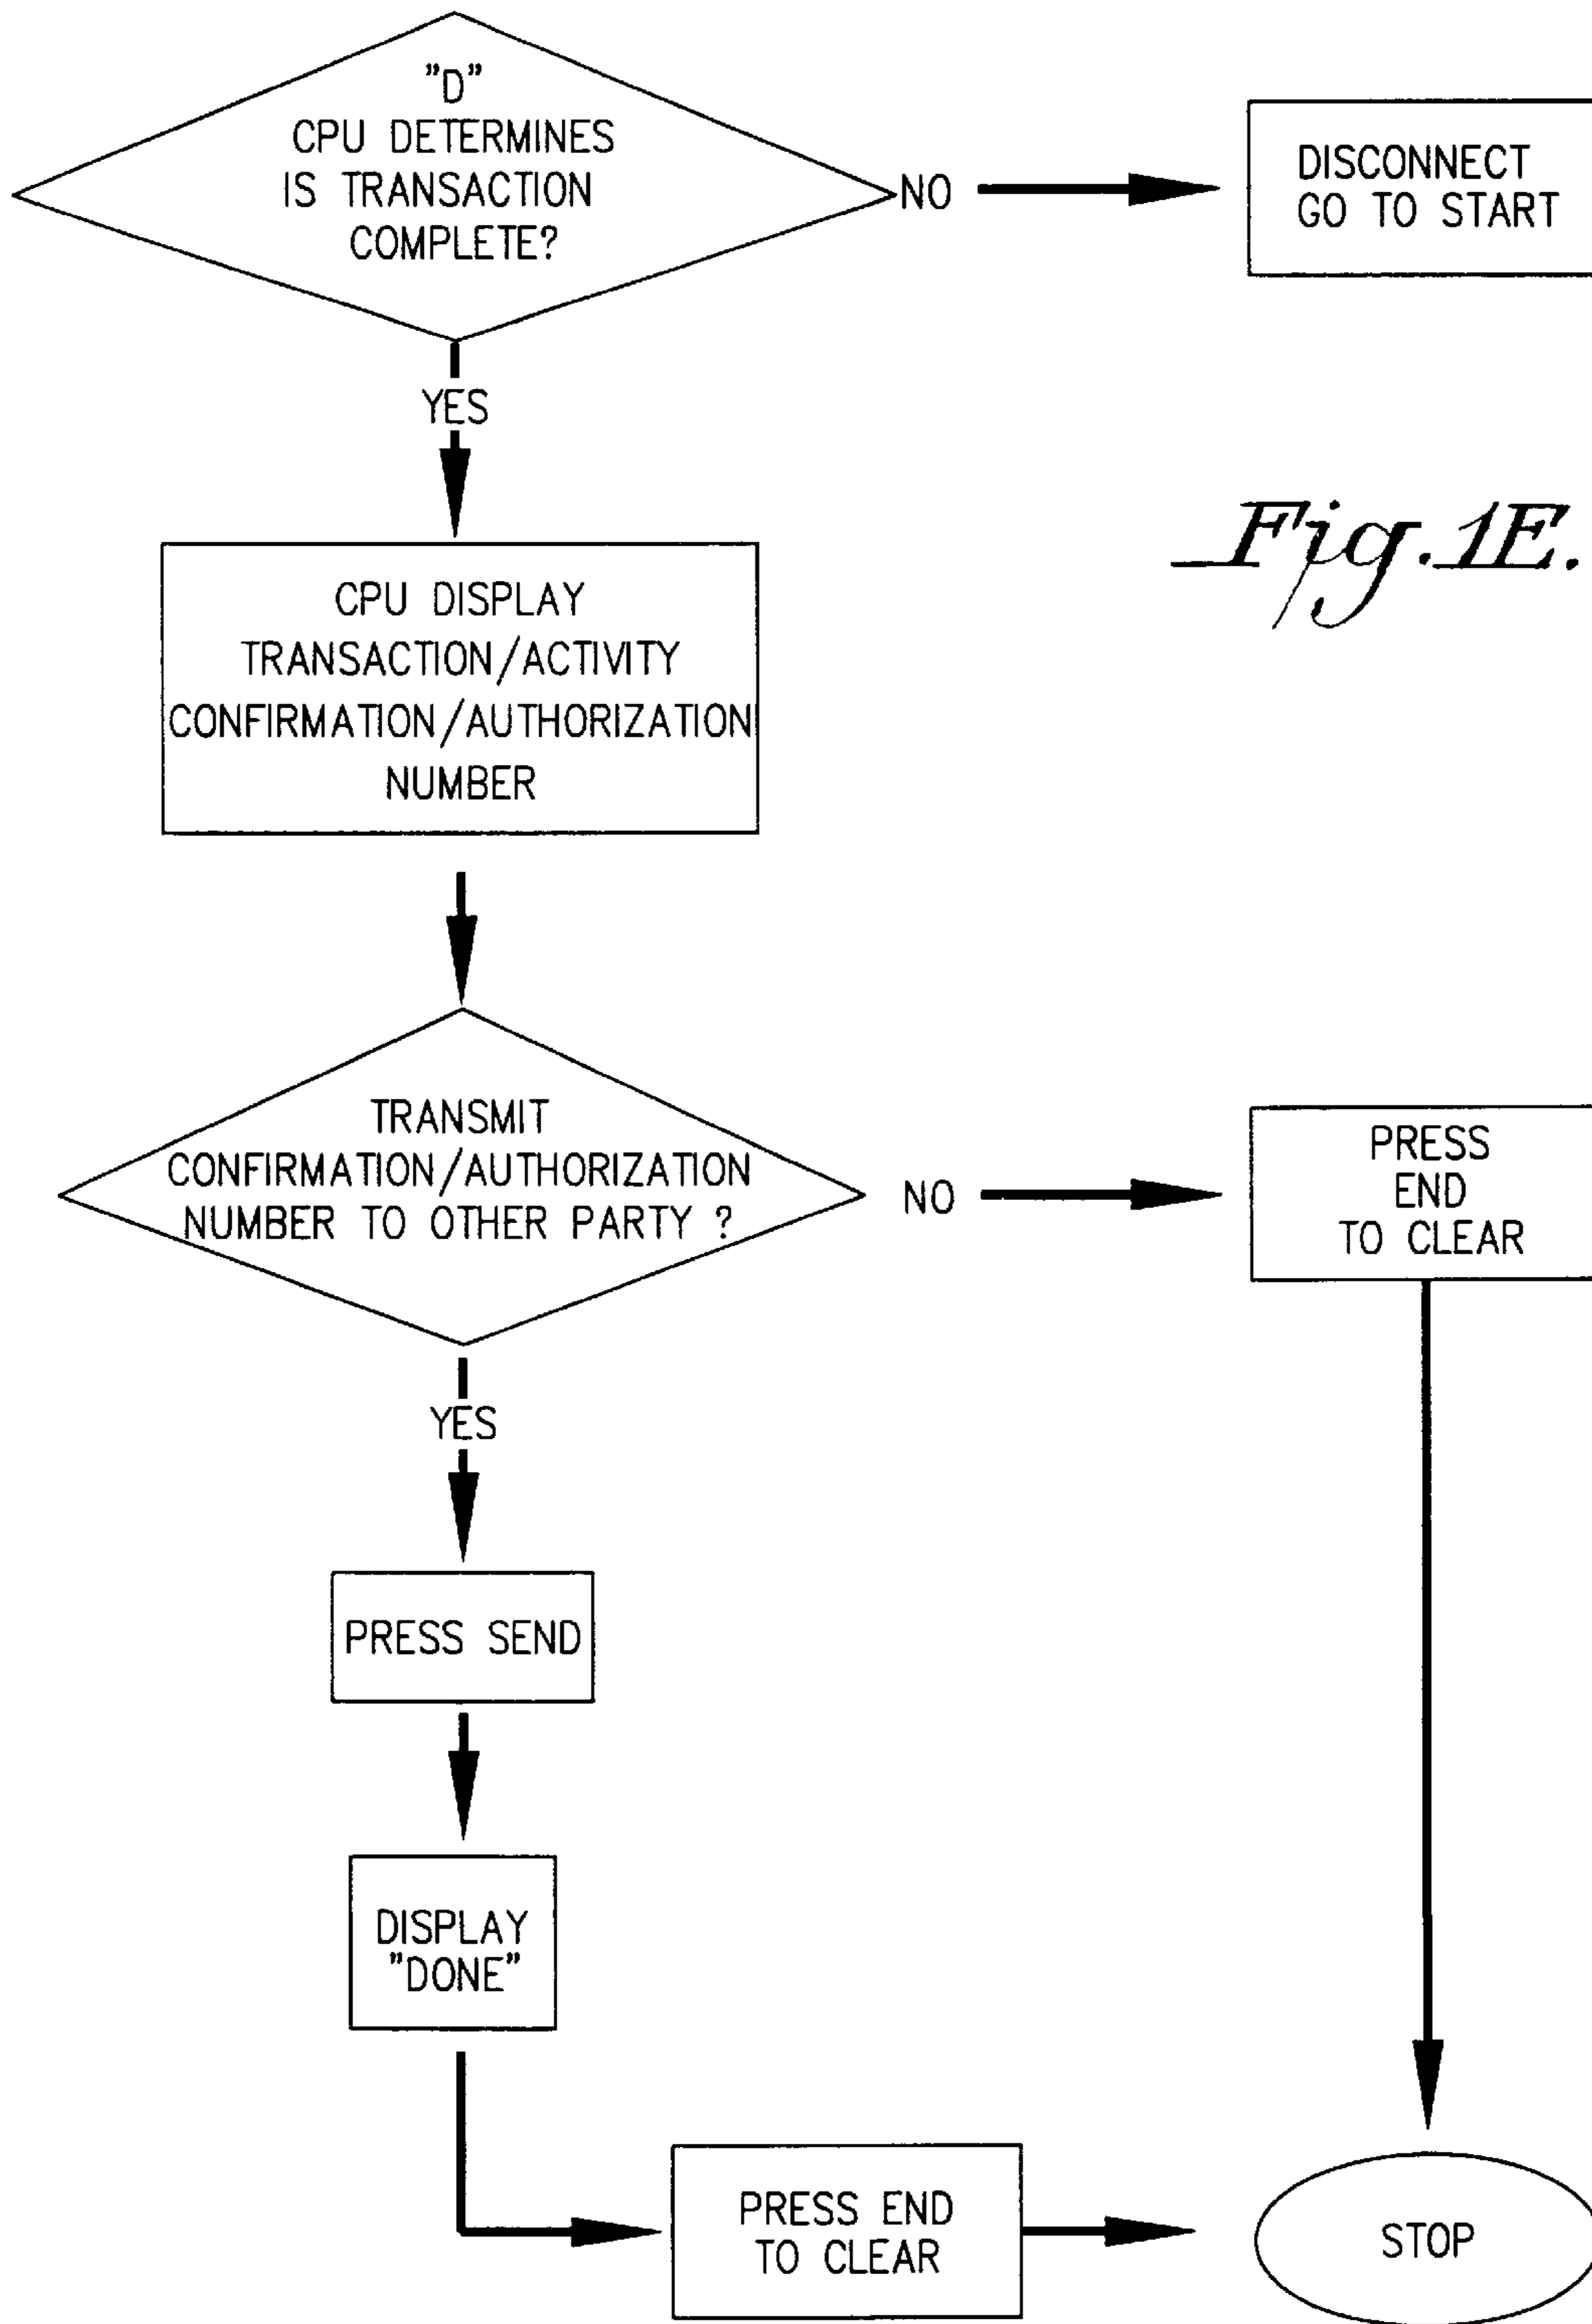 "D"
CPU DETERMINES
IS TRANSACTION
COMPLETE?
NO
DISCONNECT
GO TO START
YES
Fig. 1E.
CPU DISPLAY
TRANSACTION/ACTIVITY
CONFIRMATION/AUTHORIZATION
NUMBER
TRANSMIT
CONFIRMATION/AUTHORIZATION
NUMBER TO OTHER PARTY ?
NO
PRESS
END
TO CLEAR
YES
PRESS SEND
DISPLAY
"DONE"
PRESS END
TO CLEAR
STOP